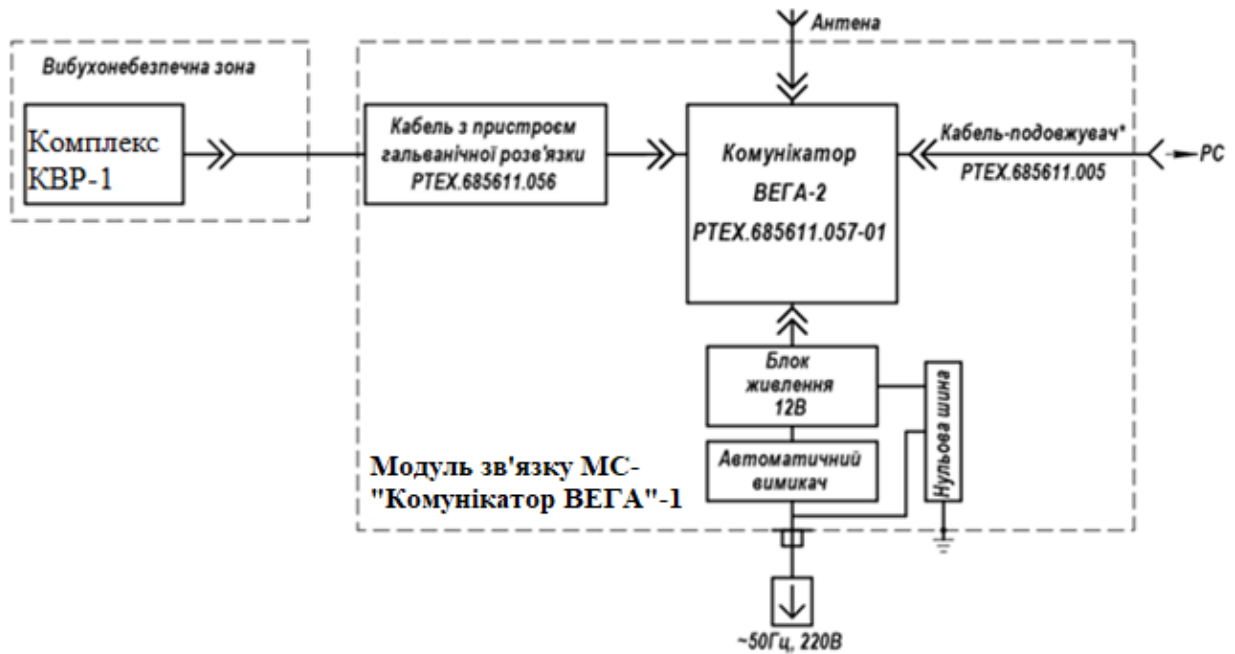 Антена
Вибухонебезпечна зона
Комплекс
КВР-1
Кабель з пристроєм
гальванічної розв'язки
РТЕХ.685611.056
Комунікатор
ВЕГА-2
РТЕХ.685611.057-01
Кабель-подовжувач*
РТЕХ.685611.005
PC
Блок
живлення
12В
Автоматичний
вимикач
Нульова шина
Модуль зв'язку МС-
"Комунікатор ВЕГА"-1
~50Гц, 220В